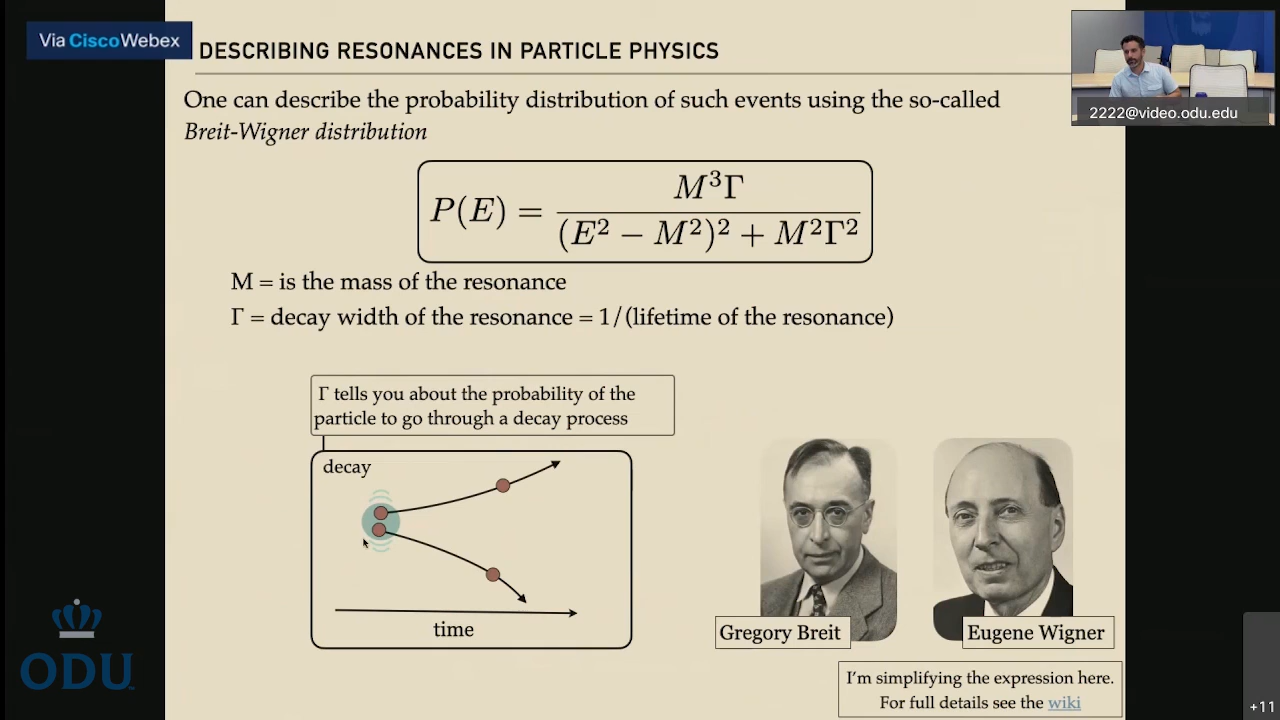 Via CiscoWebex
DESCRIBING RESONANCES IN PARTICLE PHYSICS
2222@video.odu.edu
One can describe the probability distribution of such events using the so-called
Breit-Wigner distribution
P(E) = M³Γ / ((E² − M²)² + M²Γ²)
M = is the mass of the resonance
Γ = decay width of the resonance = 1/(lifetime of the resonance)
Γ tells you about the probability of the
particle to go through a decay process
decay
time
Gregory Breit
Eugene Wigner
I'm simplifying the expression here.
For full details see the wiki
ODU
+11